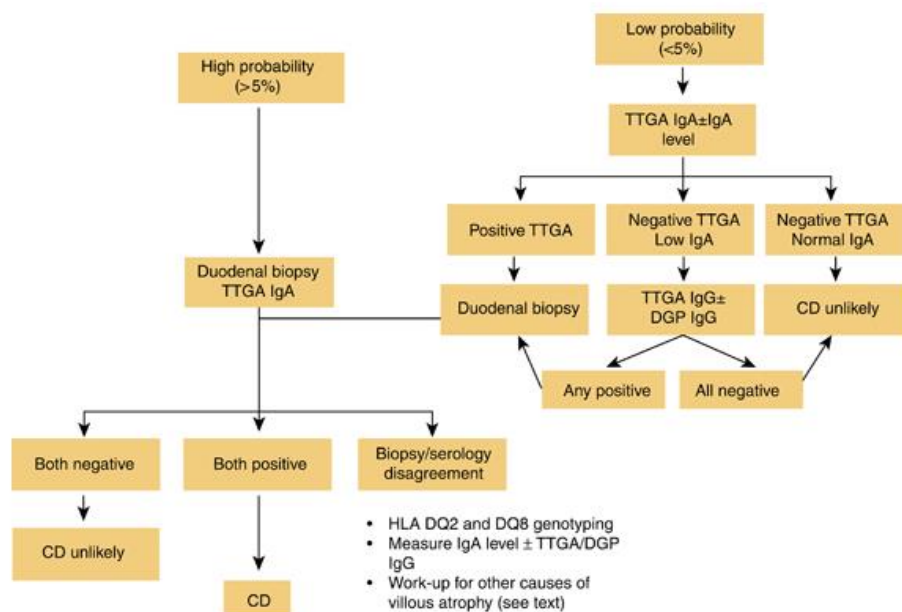 Low probability
(<5%)
High probability
(>5%)
TTGA IgA±IgA
level
Positive TTGA
Negative TTGA
Low IgA
Negative TTGA
Normal IgA
Duodenal biopsy
TTGA IgA
Duodenal biopsy
TTGA IgG±
DGP IgG
CD unlikely
Any positive
All negative
Both negative
Both positive
Biopsy/serology
disagreement
CD unlikely
CD
• HLA DQ2 and DQ8 genotyping
• Measure IgA level ± TTGA/DGP
IgG
• Work-up for other causes of
villous atrophy (see text)